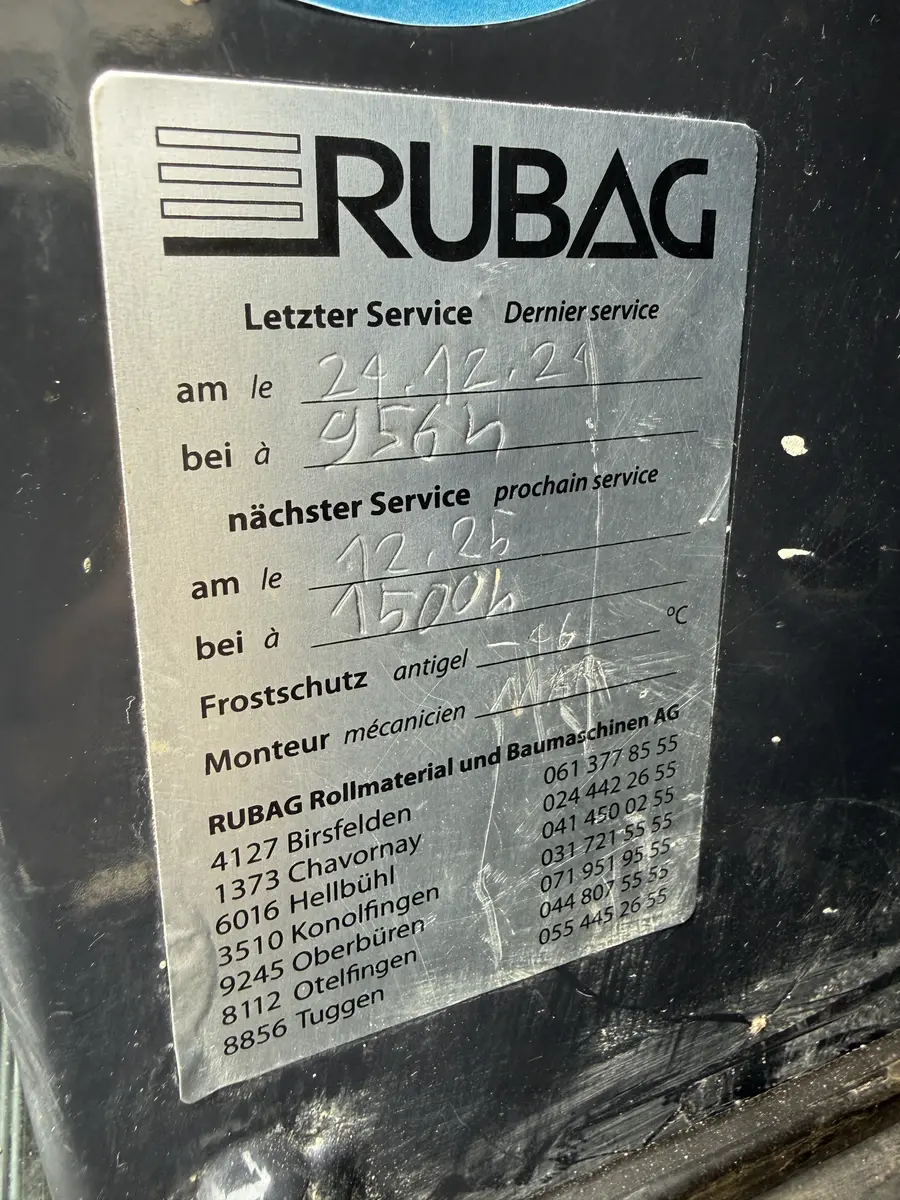 RUBAG
Letzter Service Dernier service
am le 24.12.24
bei à 956h
nächster Service prochain service
am le 12.25
bei à 1500h
Frostschutz antigel -46 °C
Monteur mécanicien
RUBAG Rollmaterial und Baumaschinen AG
4127 Birsfelden 061 377 85 55
1373 Chavornay 024 442 26 55
6016 Hellbühl 041 450 02 55
3510 Konolfingen 031 721 55 55
9245 Oberbüren 071 951 95 55
8112 Otelfingen 044 807 55 55
8856 Tuggen 055 445 26 55